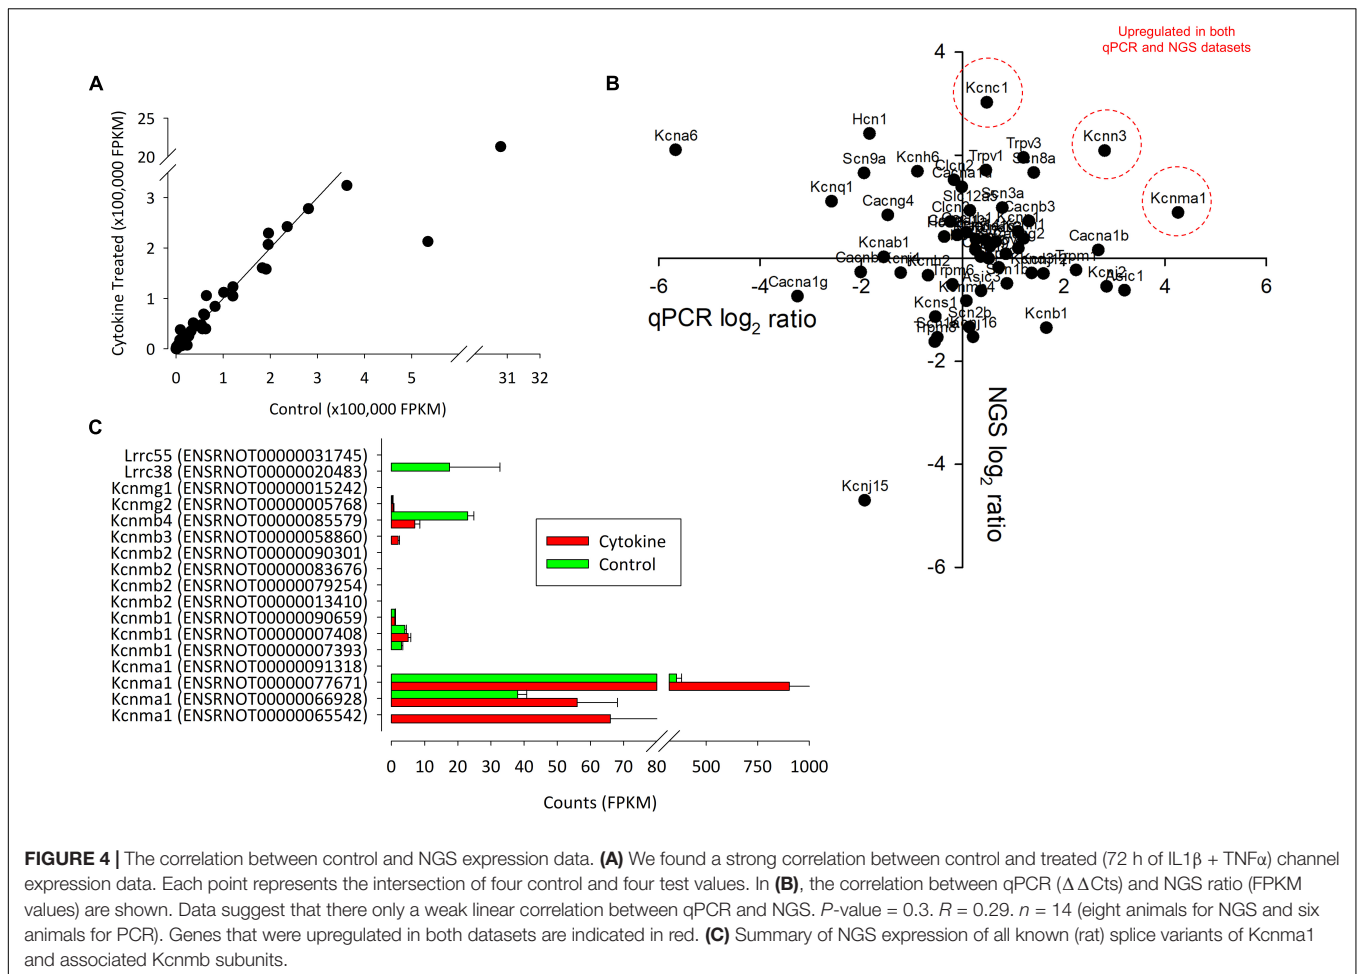 A
Cytokine Treated (x100,000 FPKM)
25
20
3
2
1
0
0 1 2 3 4 5 31 32
Control (x100,000 FPKM)
B
Upregulated in both
qPCR and NGS datasets
4
Kcnc1
Kcnn3
Kcnma1
Hcn1
Kcna6
Scn9a
Kcnh6
Clcn2
Trpv1
Trpv3
Scn8a
Kcnq1
Cacng4
Scn3a
Cacnb3
Kcnab1
Cacna1b
Trpm1
Kcnj2
Asic1
Cacna1g
Trpm6
Scn1b
Asic3
Kcnmb4
Kcns1
Scn2b
Kcnj16
Trpm8
Kcnb1
Kcnj15
-6 -4 -2 2 4 6
qPCR log2 ratio
-2
-4
-6
NGS log2 ratio
C
Lrrc55 (ENSRNOT00000031745)
Lrrc38 (ENSRNOT00000020483)
Kcnmg1 (ENSRNOT00000015242)
Kcnmg2 (ENSRNOT00000005768)
Kcnmb4 (ENSRNOT00000085579)
Kcnmb3 (ENSRNOT00000058860)
Kcnmb2 (ENSRNOT00000090301)
Kcnmb2 (ENSRNOT00000083676)
Kcnmb2 (ENSRNOT00000079254)
Kcnmb2 (ENSRNOT00000013410)
Kcnmb1 (ENSRNOT00000090659)
Kcnmb1 (ENSRNOT00000007408)
Kcnmb1 (ENSRNOT00000007393)
Kcnma1 (ENSRNOT00000091318)
Kcnma1 (ENSRNOT00000077671)
Kcnma1 (ENSRNOT00000066928)
Kcnma1 (ENSRNOT00000065542)
Cytokine
Control
0 10 20 30 40 50 60 70 80 500 750 1000
Counts (FPKM)
FIGURE 4 | The correlation between control and NGS expression data. (A) We found a strong correlation between control and treated (72 h of IL1β + TNFα) channel
expression data. Each point represents the intersection of four control and four test values. In (B), the correlation between qPCR (ΔΔCts) and NGS ratio (FPKM
values) are shown. Data suggest that there only a weak linear correlation between qPCR and NGS. P-value = 0.3. R = 0.29. n = 14 (eight animals for NGS and six
animals for PCR). Genes that were upregulated in both datasets are indicated in red. (C) Summary of NGS expression of all known (rat) splice variants of Kcnma1
and associated Kcnmb subunits.